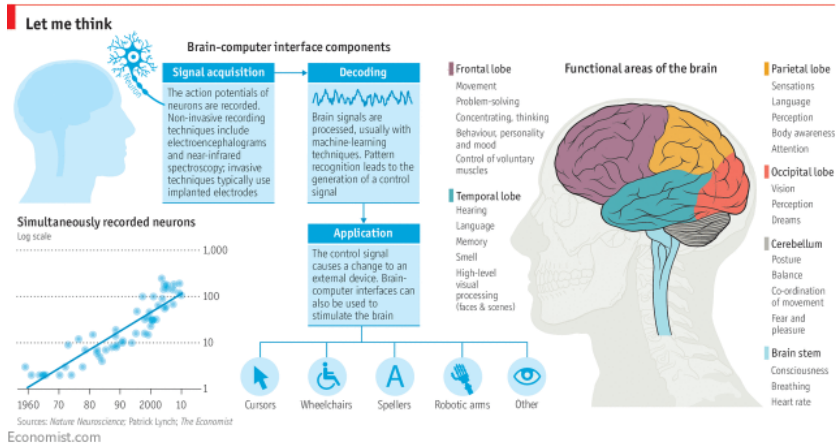 Let me think
Brain-computer interface components
Neuron
Signal acquisition
The action potentials of
neurons are recorded.
Non-invasive recording
techniques include
electroencephalograms
and near-infrared
spectroscopy; invasive
techniques typically use
implanted electrodes
Decoding
Brain signals are
processed, usually with
machine-learning
techniques. Pattern
recognition leads to the
generation of a control
signal
Application
The control signal
causes a change to an
external device. Brain-
computer interfaces can
also be used to
stimulate the brain
Cursors
Wheelchairs
A
Spellers
Robotic arms
Other
Simultaneously recorded neurons
Log scale
1,000
100
10
1
1960 70 80 90 2000 10
Functional areas of the brain
Frontal lobe
Movement
Problem-solving
Concentrating, thinking
Behaviour, personality
and mood
Control of voluntary
muscles
Temporal lobe
Hearing
Language
Memory
Smell
High-level
visual
processing
(faces & scenes)
Parietal lobe
Sensations
Language
Perception
Body awareness
Attention
Occipital lobe
Vision
Perception
Dreams
Cerebellum
Posture
Balance
Co-ordination
of movement
Fear and
pleasure
Brain stem
Consciousness
Breathing
Heart rate
Sources: Nature Neuroscience; Patrick Lynch; The Economist
Economist.com